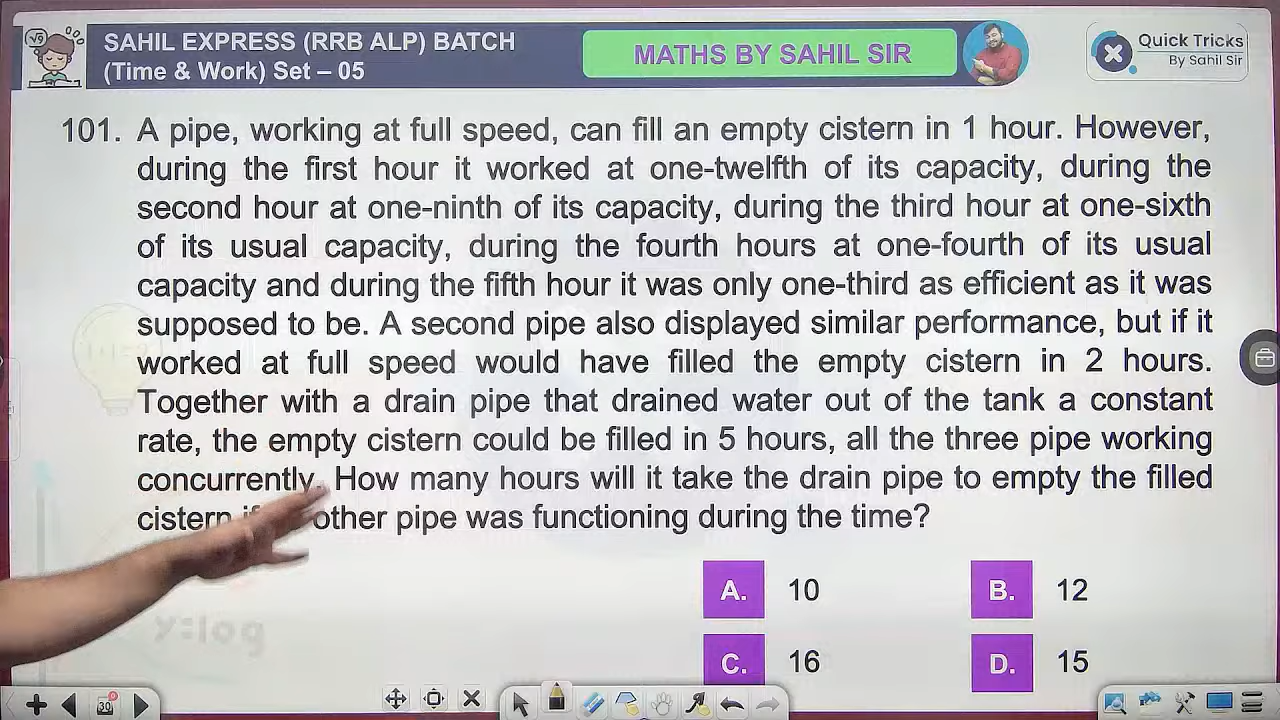 SAHIL EXPRESS (RRB ALP) BATCH
(Time & Work) Set – 05
MATHS BY SAHIL SIR
Quick Tricks
By Sahil Sir
√9
101. A pipe, working at full speed, can fill an empty cistern in 1 hour. However,
during the first hour it worked at one-twelfth of its capacity, during the
second hour at one-ninth of its capacity, during the third hour at one-sixth
of its usual capacity, during the fourth hours at one-fourth of its usual
capacity and during the fifth hour it was only one-third as efficient as it was
supposed to be. A second pipe also displayed similar performance, but if it
worked at full speed would have filled the empty cistern in 2 hours.
Together with a drain pipe that drained water out of the tank a constant
rate, the empty cistern could be filled in 5 hours, all the three pipe working
concurrently. How many hours will it take the drain pipe to empty the filled
cistern other pipe was functioning during the time?
A. 10 B. 12
C. 16 D. 15
y=log
30